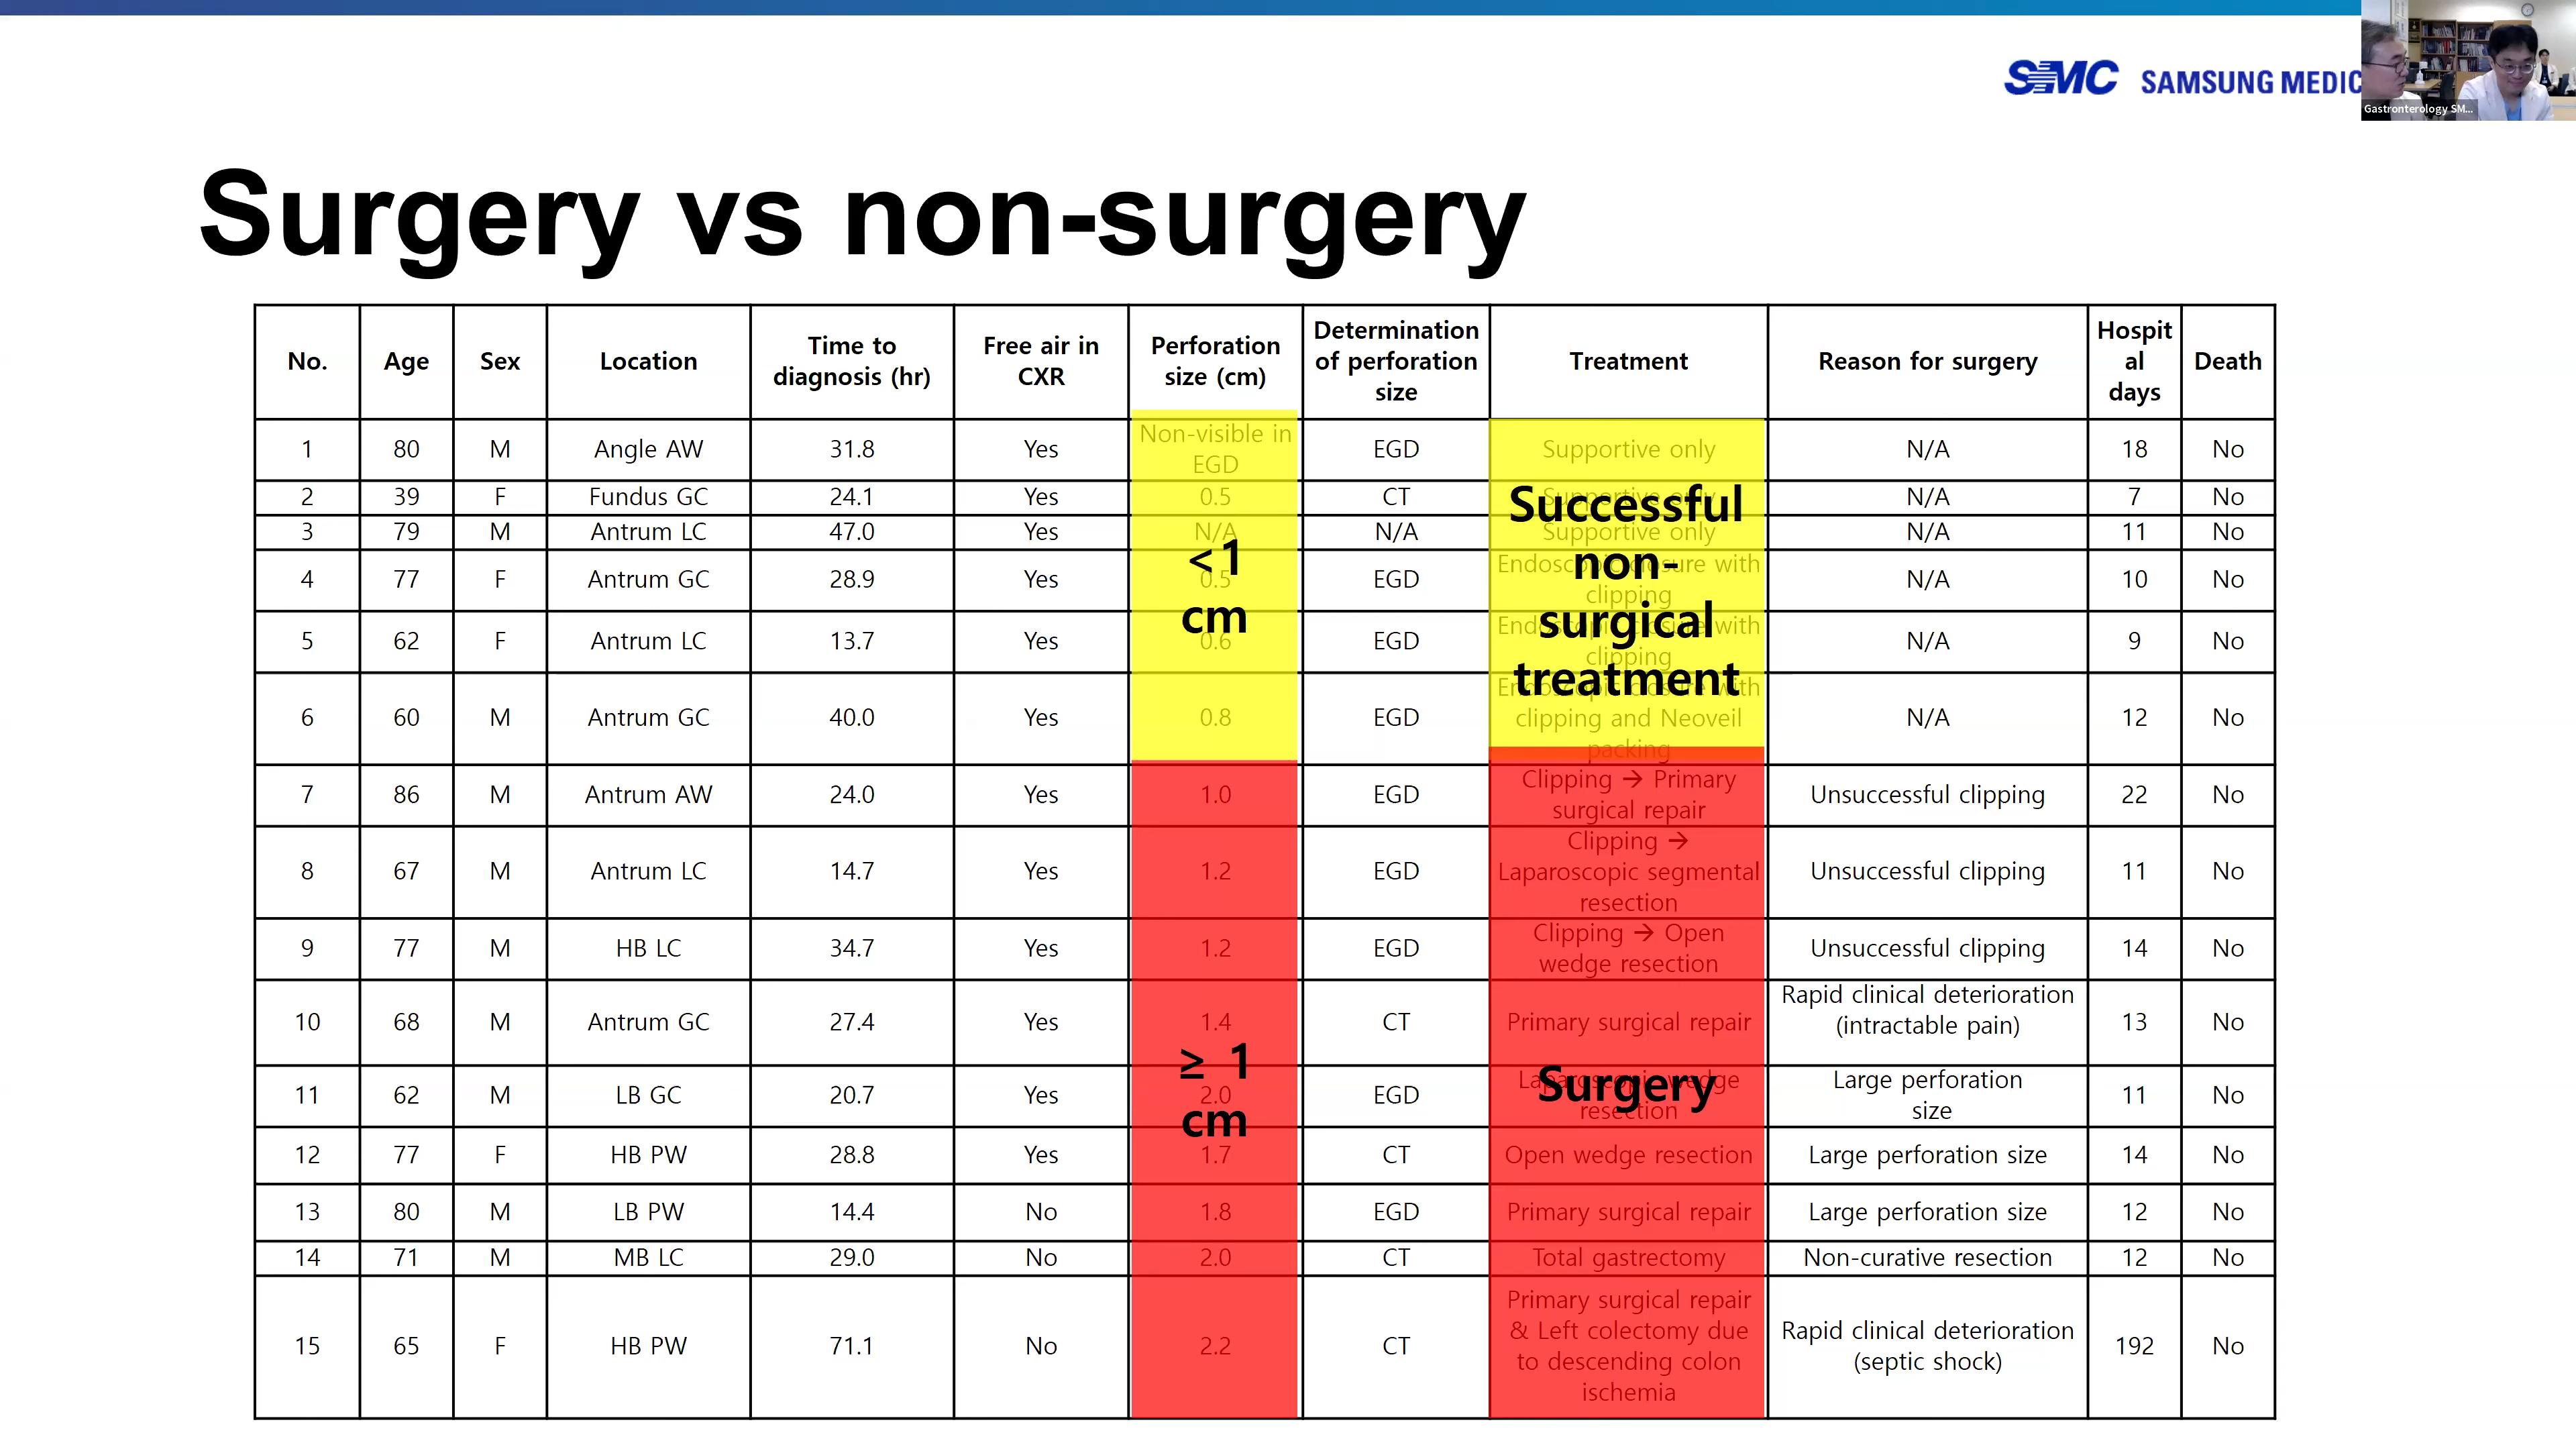 SMC SAMSUNG MEDIC
Gastronterology SM...
Surgery vs non-surgery
No. Age Sex Location Time to diagnosis (hr) Free air in CXR Perforation size (cm) Determination of perforation size Treatment Reason for surgery Hospital days Death
1 80 M Angle AW 31.8 Yes Non-visible in EGD EGD Supportive only N/A 18 No
2 39 F Fundus GC 24.1 Yes 0.5 CT Supportive only N/A 7 No
3 79 M Antrum LC 47.0 Yes N/A N/A Supportive only N/A 11 No
4 77 F Antrum GC 28.9 Yes 0.5 EGD Endoscopic closure with clipping N/A 10 No
5 62 F Antrum LC 13.7 Yes 0.6 EGD Endoscopic closure with clipping N/A 9 No
6 60 M Antrum GC 40.0 Yes 0.8 EGD Endoscopic closure with clipping and Neoveil packing N/A 12 No
7 86 M Antrum AW 24.0 Yes 1.0 EGD Clipping → Primary surgical repair Unsuccessful clipping 22 No
8 67 M Antrum LC 14.7 Yes 1.2 EGD Clipping → Laparoscopic segmental resection Unsuccessful clipping 11 No
9 77 M HB LC 34.7 Yes 1.2 EGD Clipping → Open wedge resection Unsuccessful clipping 14 No
10 68 M Antrum GC 27.4 Yes 1.4 CT Primary surgical repair Rapid clinical deterioration (intractable pain) 13 No
11 62 M LB GC 20.7 Yes 2.0 EGD Laparoscopic wedge resection Large perforation size 11 No
12 77 F HB PW 28.8 Yes 1.7 CT Open wedge resection Large perforation size 14 No
13 80 M LB PW 14.4 No 1.8 EGD Primary surgical repair Large perforation size 12 No
14 71 M MB LC 29.0 No 2.0 CT Total gastrectomy Non-curative resection 12 No
15 65 F HB PW 71.1 No 2.2 CT Primary surgical repair & Left colectomy due to descending colon ischemia Rapid clinical deterioration (septic shock) 192 No
<1
cm
Successful
non-
surgical
treatment
≥ 1
cm
Surgery